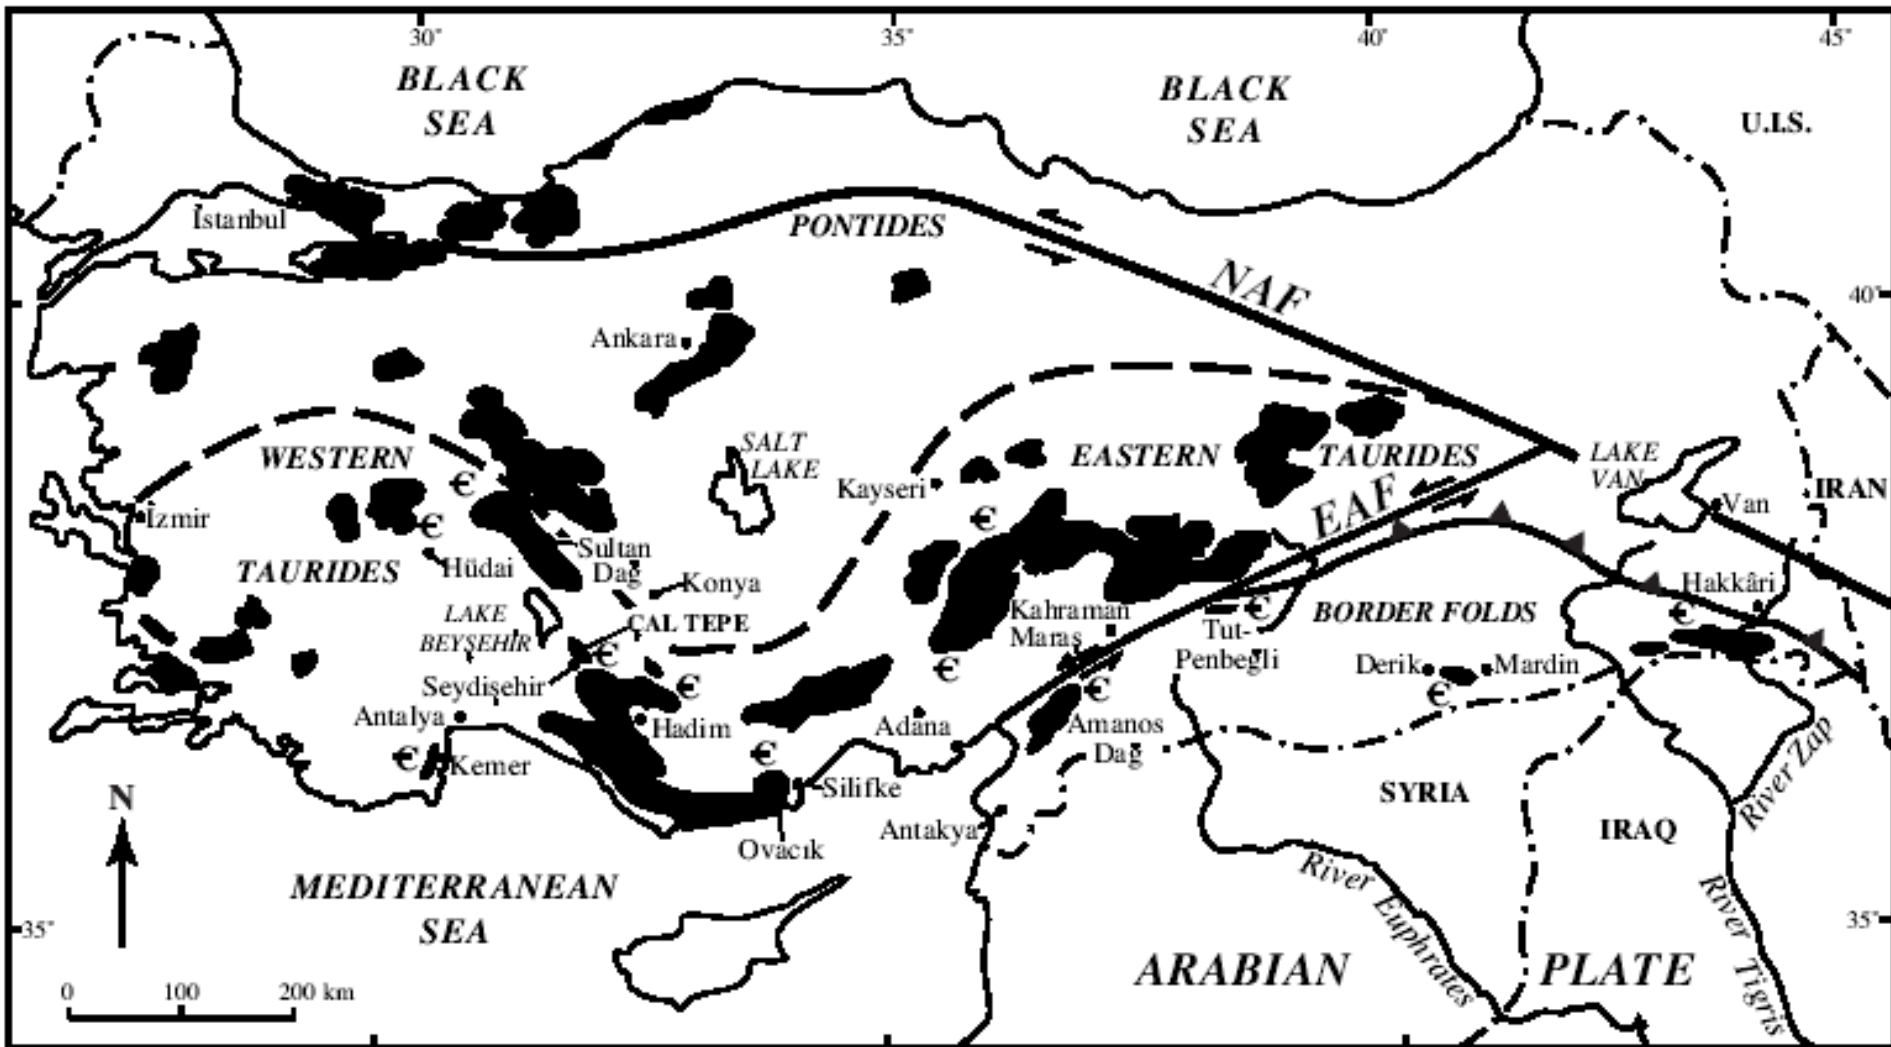 30°
35°
40°
45°
BLACK
SEA
BLACK
SEA
U.I.S.
İstanbul
PONTIDES
NAF
40°
Ankara
SALT
LAKE
WESTERN
EASTERN
TAURIDES
LAKE
VAN
Є
Kayseri
EAF
IRAN
İzmir
Є
Є
Van
Sultan
Dağ
TAURIDES
Hüdai
Konya
Hakkâri
LAKE
BEYŞEHİR
ÇAL TEPE
Kahraman
Maraş
Є
BORDER FOLDS
Є
Tut-
Penbeğli
Є
Є
Derik
Mardin
Seydişehir
Є
Є
Є
Antalya
Hadim
Adana
Amanos
Dağ
Є
Kemer
Є
Silifke
SYRIA
River Zap
N
Antakya
IRAQ
Ovacık
River Euphrates
MEDITERRANEAN
SEA
35°
35°
River Tigris
ARABIAN PLATE
0 100 200 km